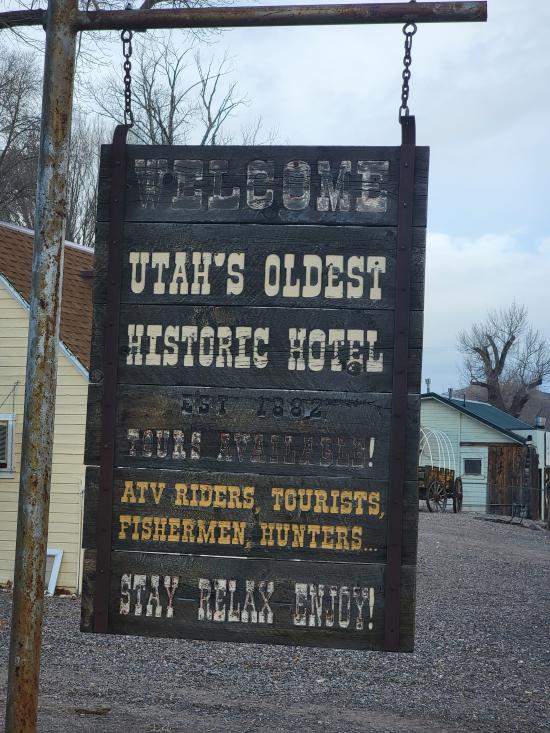 WELCOME
UTAH'S OLDEST
HISTORIC HOTEL
EST 1882
TOURS AVAILABLE!
ATV RIDERS, TOURISTS,
FISHERMEN, HUNTERS...
STAY RELAX ENJOY!